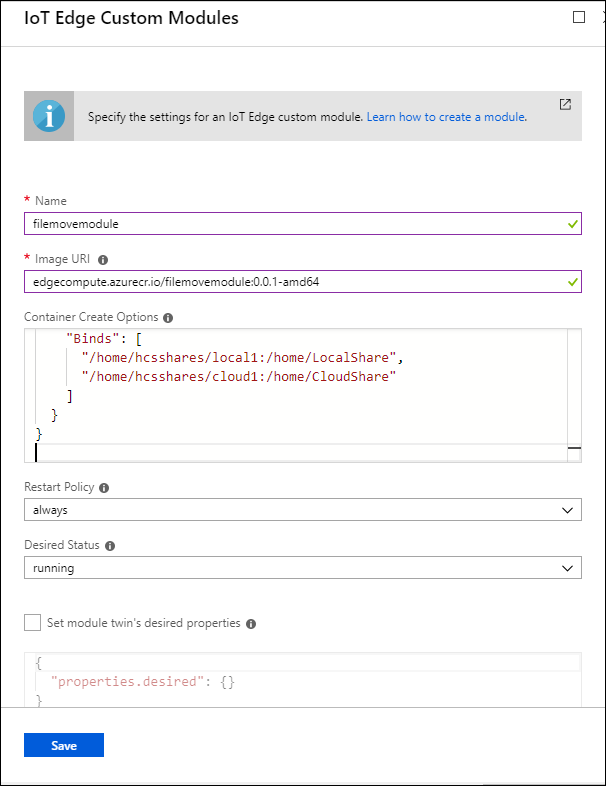 IoT Edge Custom Modules
Specify the settings for an IoT Edge custom module. Learn how to create a module.
* Name
filemovemodule
* Image URI
edgecompute.azurecr.io/filemovemodule:0.0.1-amd64
Container Create Options
"Binds": [
"/home/hcsshares/local1:/home/LocalShare",
"/home/hcsshares/cloud1:/home/CloudShare"
]
}
}
Restart Policy
always
Desired Status
running
Set module twin's desired properties
{
"properties.desired": {}
}
Save